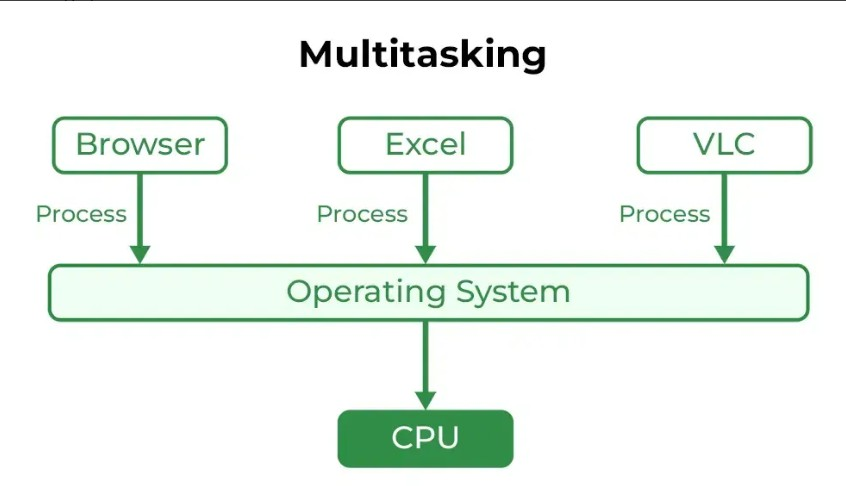 Multitasking
Browser
Excel
VLC
Process
Process
Process
Operating System
CPU